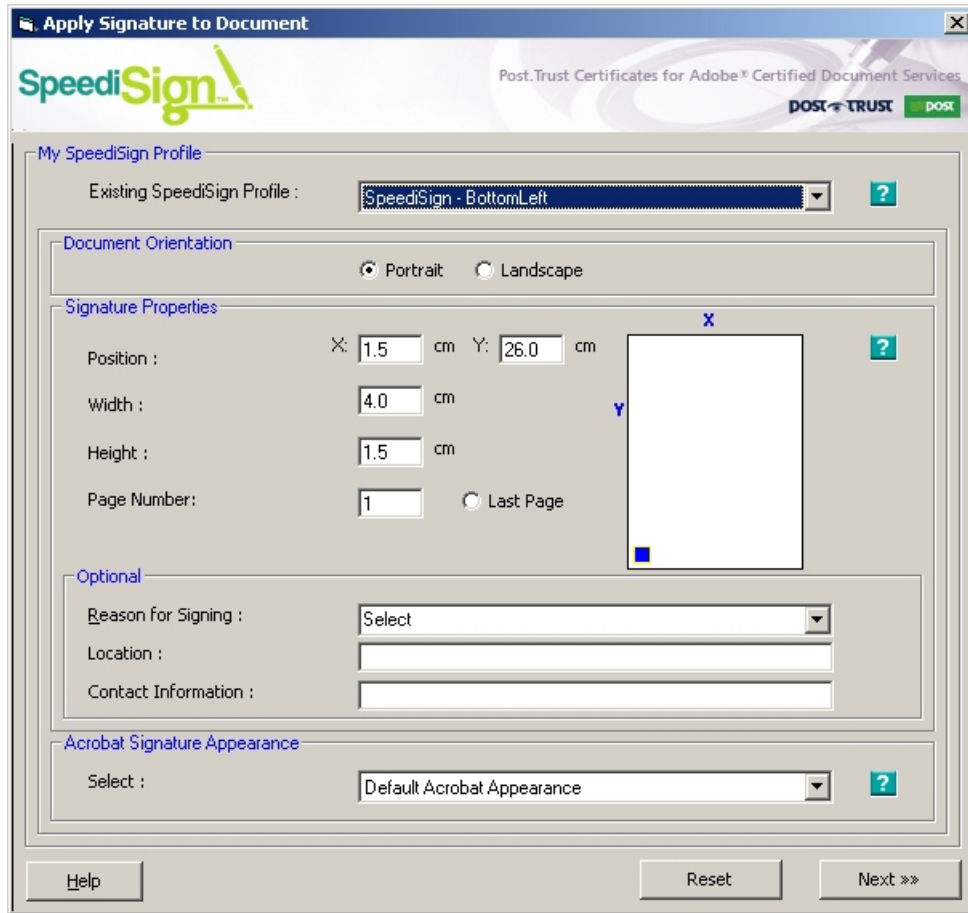 Apply Signature to Document
SpeediSign™
Post.Trust Certificates for Adobe® Certified Document Services
POST TRUST post
My SpeediSign Profile
Existing SpeediSign Profile : SpeediSign - BottomLeft ?
Document Orientation
Portrait Landscape
Signature Properties
X
Position : X: 1.5 cm Y: 26.0 cm ?
Width : 4.0 cm Y
Height : 1.5 cm
Page Number: 1 Last Page
Optional
Reason for Signing : Select
Location :
Contact Information :
Acrobat Signature Appearance
Select : Default Acrobat Appearance ?
Help Reset Next »»